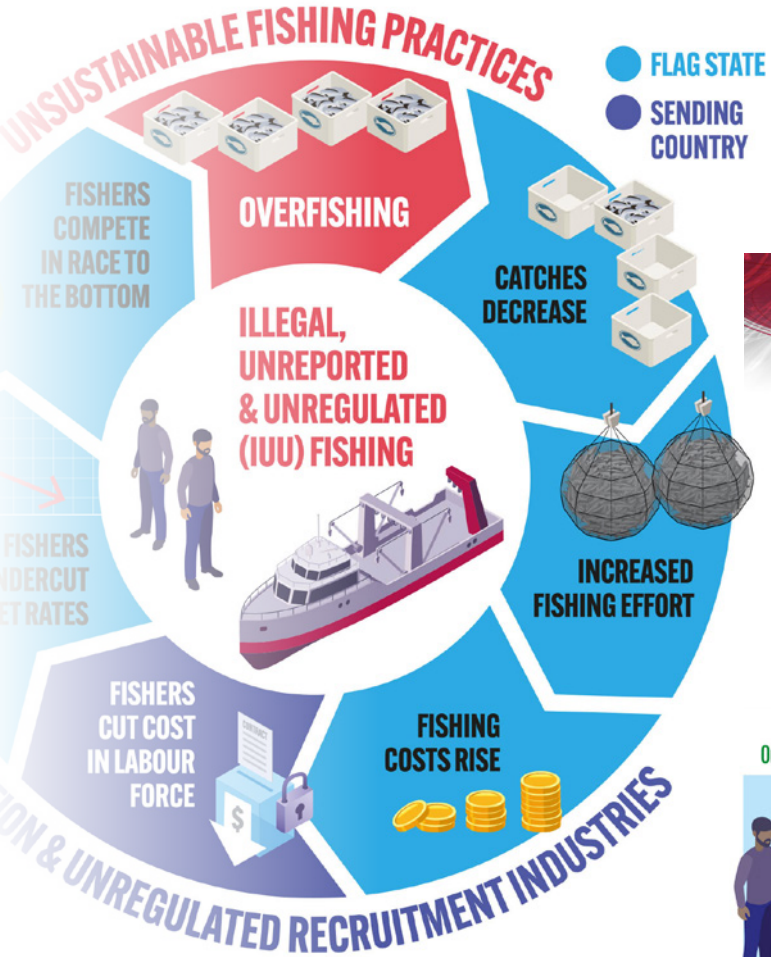 UNSUSTAINABLE FISHING PRACTICES
FLAG STATE
SENDING
COUNTRY
OVERFISHING
CATCHES
DECREASE
INCREASED
FISHING EFFORT
FISHING
COSTS RISE
FISHERS
CUT COST
IN LABOUR
FORCE
CONTRACT
$
FISHERS
FISHERS
COMPETE
IN RACE TO
THE BOTTOM
ILLEGAL,
UNREPORTED
& UNREGULATED
(IUU) FISHING
& UNREGULATED RECRUITMENT INDUSTRIES